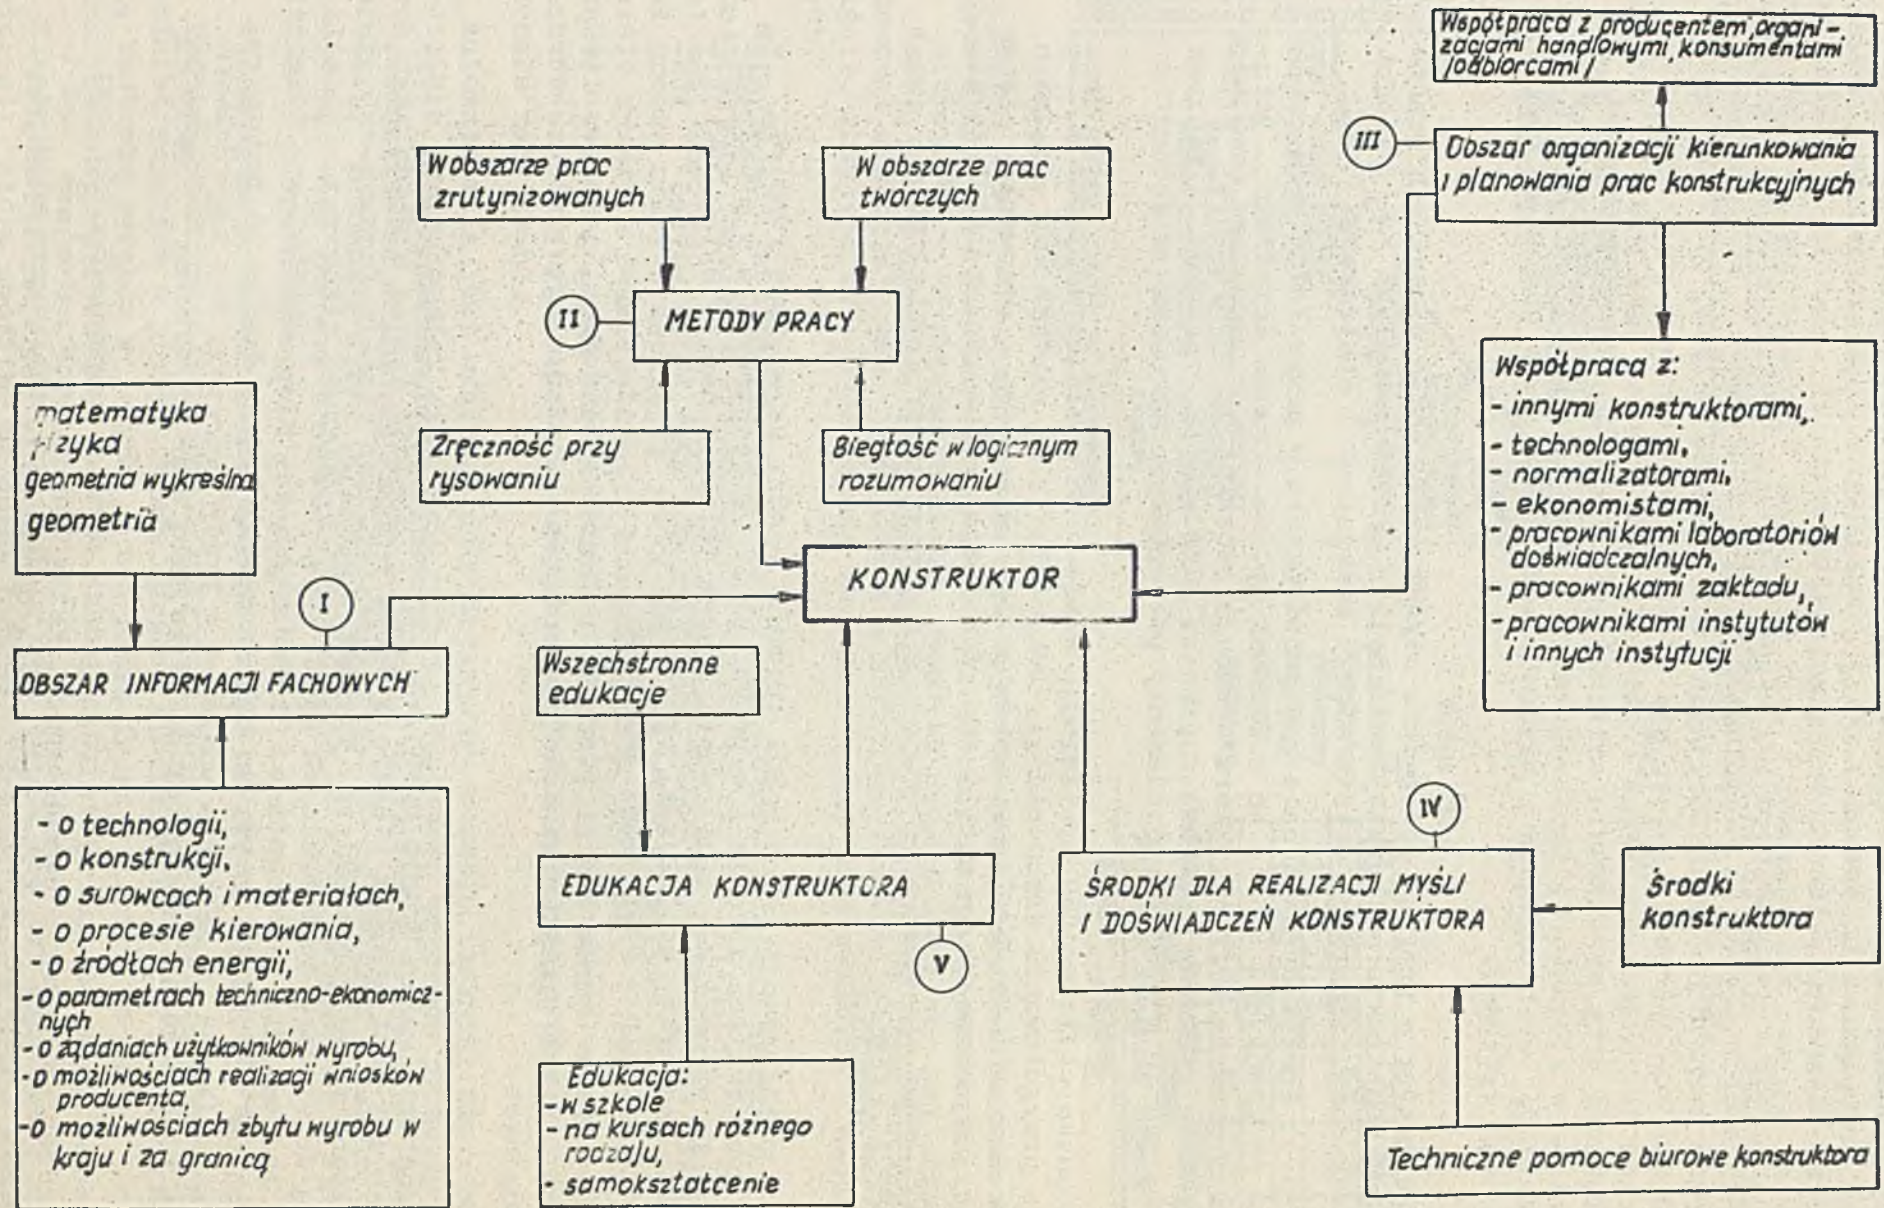 Współpraca z producentem, organi-
zacjami handlowymi, konsumentami
/odbiorcami/
III
Obszar organizacji kierunkowania
i planowania prac konstrukcyjnych
W obszarze prac
zrutynizowanych
W obszarze prac
twórczych
II
METODY PRACY
Zręczność przy
rysowaniu
Biegłość w logicznym
rozumowaniu
Współpraca z:
- innymi konstruktorami,
- technologami,
- normalizatorami,
- ekonomistami,
- pracownikami laboratoriów
doświadczalnych,
- pracownikami zakładu,
- pracownikami instytutów
i innych instytucji
matematyka
fizyka
geometria wykreślna
geometria
KONSTRUKTOR
I
OBSZAR INFORMACJI FACHOWYCH
Wszechstronne
edukacje
- o technologii,
- o konstrukcji,
- o surowcach i materiałach,
- o procesie kierowania,
- o źródłach energii,
- o parametrach techniczno-ekonomicz-
nych
- o żądaniach użytkowników wyrobu,
- o możliwościach realizagi wniosków
producenta,
- o możliwościach zbytu wyrobu w
kraju i za granicą
EDUKACJA KONSTRUKTORA
V
Edukacja:
- w szkole
- na kursach różnego
rodzaju,
- samokształcenie
IV
ŚRODKI DLA REALIZACJI MYŚLI
I DOŚWIADCZEŃ KONSTRUKTORA
Środki
konstruktora
Techniczne pomoce biurowe konstruktora